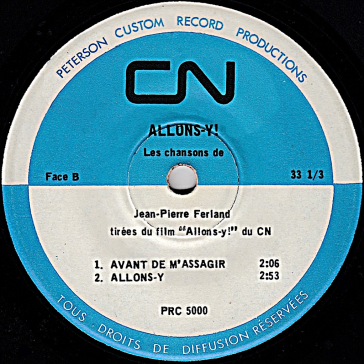 PETERSON CUSTOM RECORD PRODUCTIONS
CN
ALLONS-Y!
Les chansons de
Face B
33 1/3
Jean-Pierre Ferland
tirées du film "Allons-y!" du CN
1. AVANT DE M'ASSAGIR 2:06
2. ALLONS-Y 2:53
PRC 5000
TOUS DROITS DE DIFFUSION RÉSERVÉES